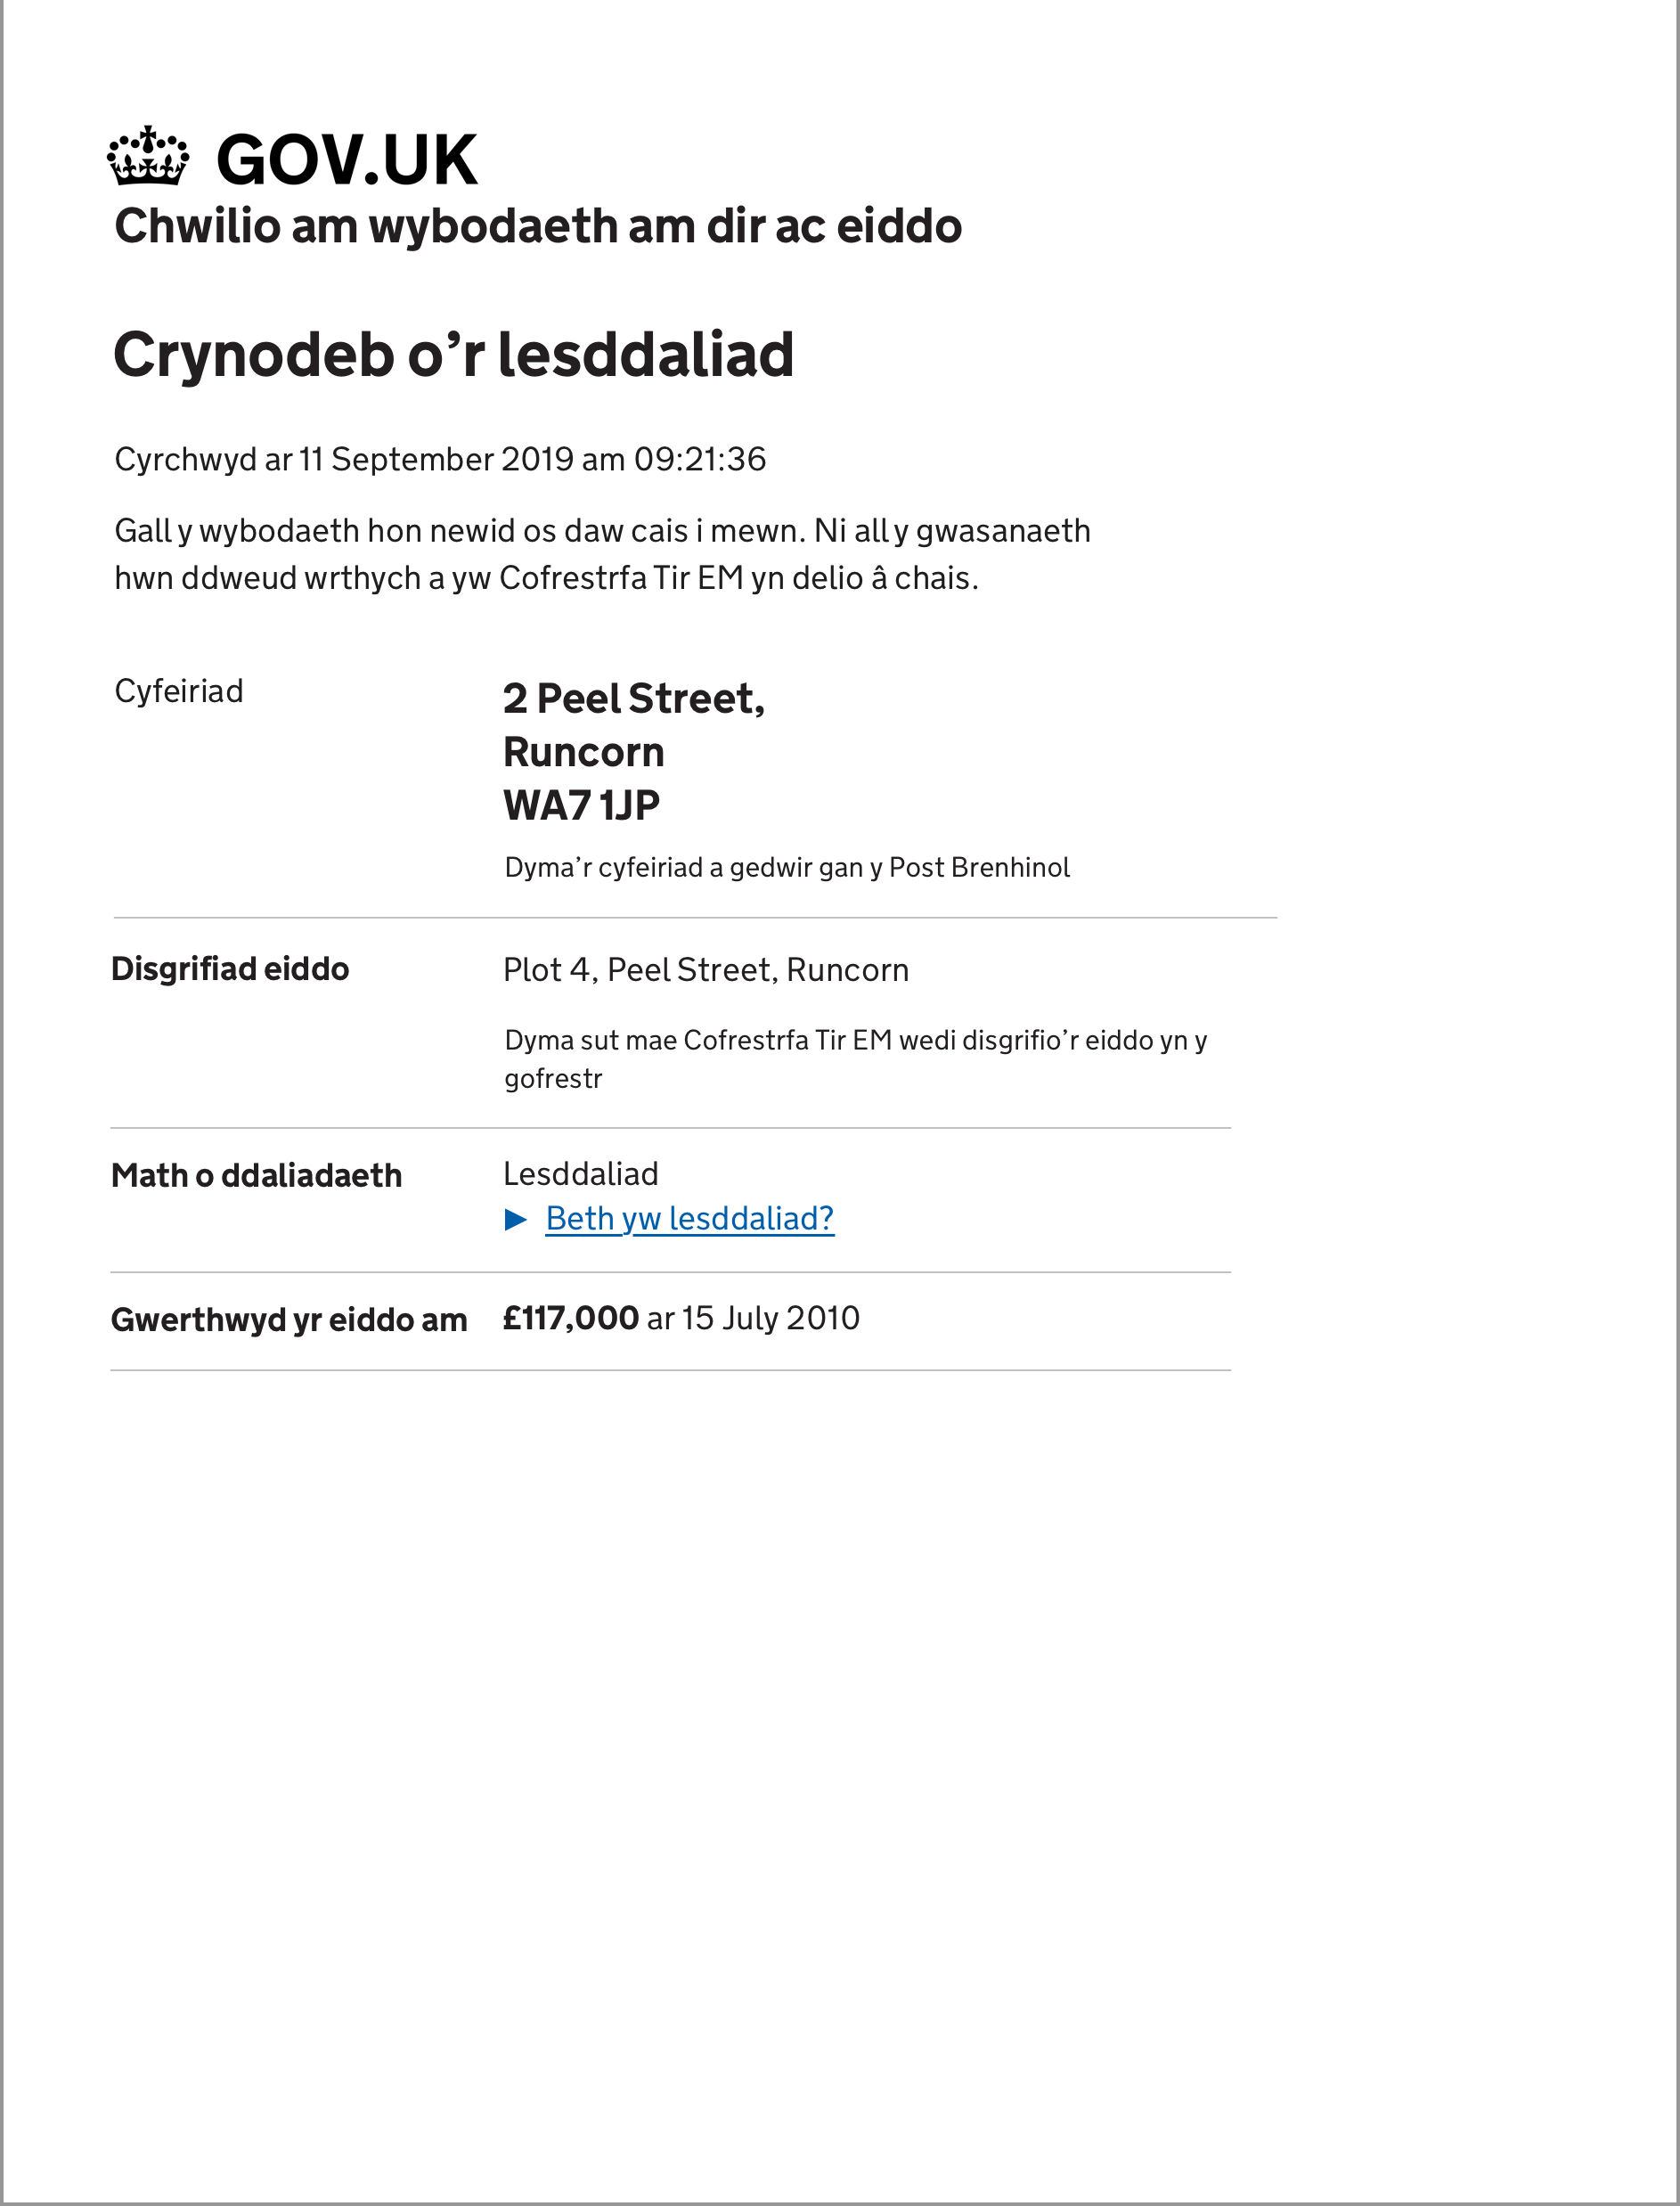 GOV.UK
Chwilio am wybodaeth am dir ac eiddo
Crynodeb o’r lesddaliad
Cyrchwyd ar 11 September 2019 am 09:21:36
Gall y wybodaeth hon newid os daw cais i mewn. Ni all y gwasanaeth
hwn ddweud wrthych a yw Cofrestrfa Tir EM yn delio â chais.
Cyfeiriad
2 Peel Street,
Runcorn
WA7 1JP
Dyma’r cyfeiriad a gedwir gan y Post Brenhinol
Disgrifiad eiddo
Plot 4, Peel Street, Runcorn
Dyma sut mae Cofrestrfa Tir EM wedi disgrifio’r eiddo yn y
gofrestr
Math o ddaliadaeth
Lesddaliad
► Beth yw lesddaliad?
Gwerthwyd yr eiddo am £117,000 ar 15 July 2010